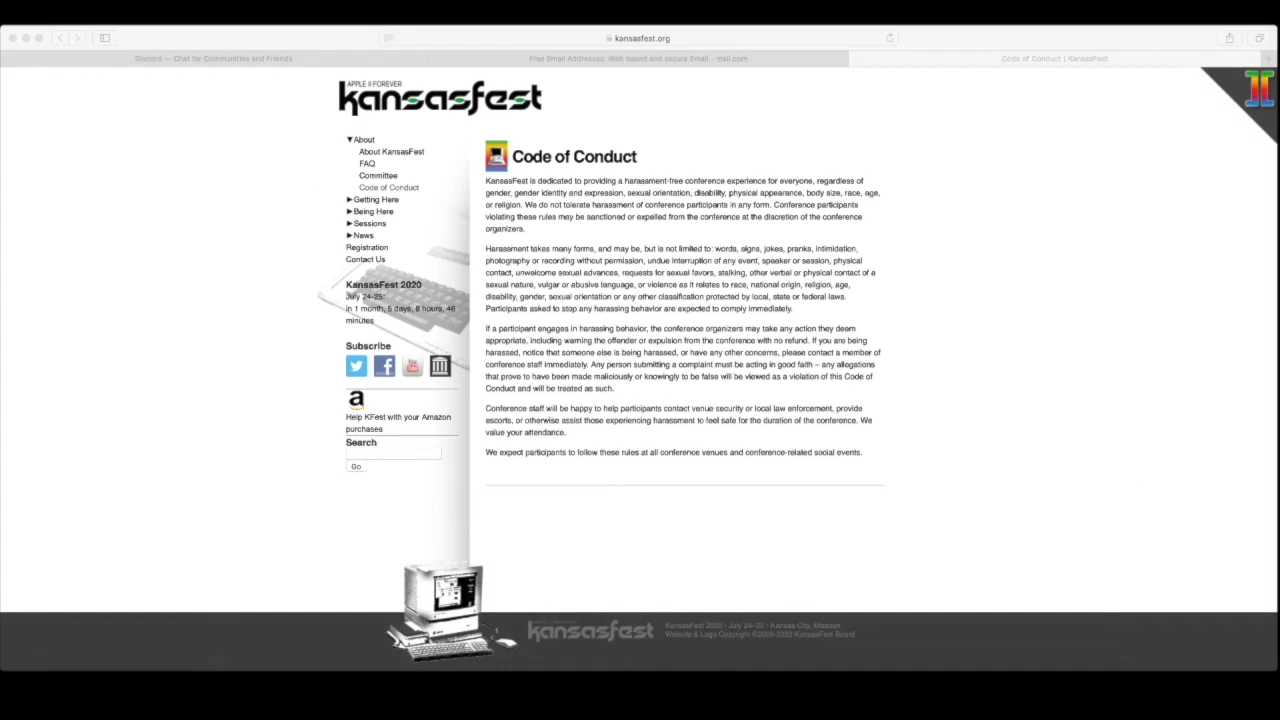 kansasfest.org
Discord — Chat for Communities and Friends
Free Email Addresses: Web based and secure Email - mail.com
Code of Conduct | KansasFest
APPLE II FOREVER
kansasfest
▼About
About KansasFest
FAQ
Committee
Code of Conduct
►Getting Here
►Being Here
►Sessions
►News
Registration
Contact Us
KansasFest 2020
July 24-25:
in 1 month, 5 days, 8 hours, 46
minutes
Subscribe
You
Help KFest with your Amazon
purchases
Search
Go
Code of Conduct
KansasFest is dedicated to providing a harassment-free conference experience for everyone, regardless of
gender, gender identity and expression, sexual orientation, disability, physical appearance, body size, race, age,
or religion. We do not tolerate harassment of conference participants in any form. Conference participants
violating these rules may be sanctioned or expelled from the conference at the discretion of the conference
organizers.
Harassment takes many forms, and may be, but is not limited to: words, signs, jokes, pranks, intimidation,
photography or recording without permission, undue interruption of any event, speaker or session, physical
contact, unwelcome sexual advances, requests for sexual favors, stalking, other verbal or physical contact of a
sexual nature, vulgar or abusive language, or violence as it relates to race, national origin, religion, age,
disability, gender, sexual orientation or any other classification protected by local, state or federal laws.
Participants asked to stop any harassing behavior are expected to comply immediately.
If a participant engages in harassing behavior, the conference organizers may take any action they deem
appropriate, including warning the offender or expulsion from the conference with no refund. If you are being
harassed, notice that someone else is being harassed, or have any other concerns, please contact a member of
conference staff immediately. Any person submitting a complaint must be acting in good faith – any allegations
that prove to have been made maliciously or knowingly to be false will be viewed as a violation of this Code of
Conduct and will be treated as such.
Conference staff will be happy to help participants contact venue security or local law enforcement, provide
escorts, or otherwise assist those experiencing harassment to feel safe for the duration of the conference. We
value your attendance.
We expect participants to follow these rules at all conference venues and conference-related social events.
kansasfest
KansasFest 2020 • July 24–25 • Kansas City, Missouri
Website & Logo Copyright ©2006-2020 KansasFest Board